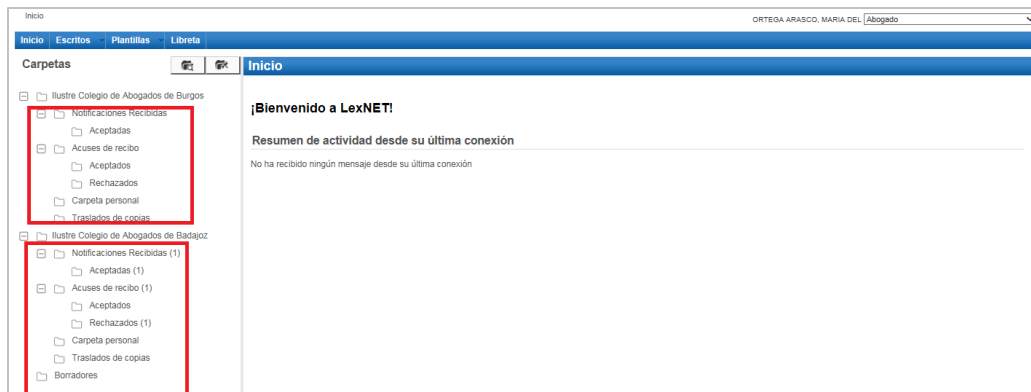 Inicio
ORTEGA ARASCO, MARIA DEL Abogado
Inicio Escritos Plantillas Libreta
Carpetas
Inicio
Ilustre Colegio de Abogados de Burgos
Notificaciones Recibidas
Aceptadas
Acuses de recibo
Aceptados
Rechazados
Carpeta personal
Traslados de copias
Ilustre Colegio de Abogados de Badajoz
Notificaciones Recibidas (1)
Aceptadas (1)
Acuses de recibo (1)
Aceptados
Rechazados (1)
Carpeta personal
Traslados de copias
Borradores
¡Bienvenido a LexNET!
Resumen de actividad desde su última conexión
No ha recibido ningún mensaje desde su última conexión